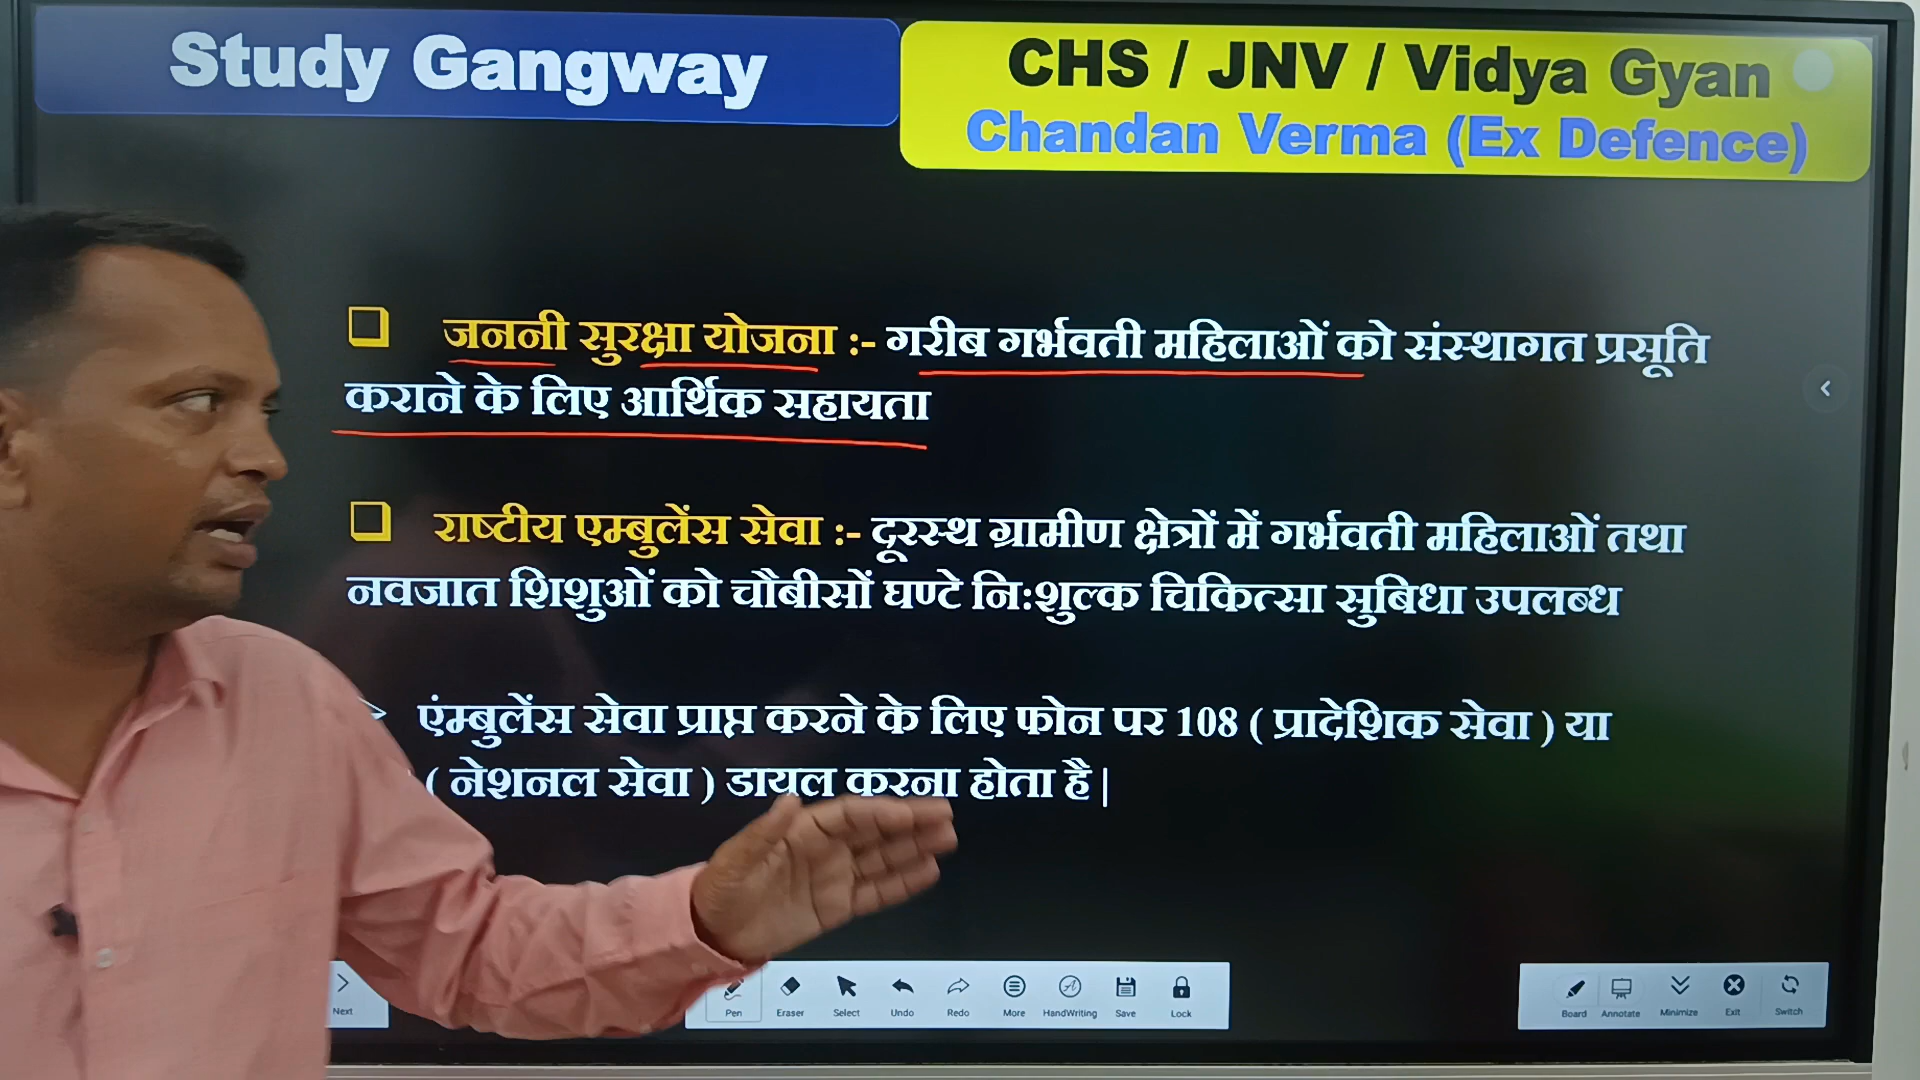 Study Gangway
CHS / JNV / Vidya Gyan
Chandan Verma (Ex Defence)
जननी सुरक्षा योजना :- गरीब गर्भवती महिलाओं को संस्थागत प्रसूति
कराने के लिए आर्थिक सहायता
राष्टीय एम्बुलेंस सेवा :- दूरस्थ ग्रामीण क्षेत्रों में गर्भवती महिलाओं तथा
नवजात शिशुओं को चौबीसों घण्टे नि:शुल्क चिकित्सा सुबिधा उपलब्ध
एंम्बुलेंस सेवा प्राप्त करने के लिए फोन पर 108 ( प्रादेशिक सेवा ) या
( नेशनल सेवा ) डायल करना होता है |
Next
Pen Eraser Select Undo Redo More HandWriting Save Lock
Board Annotate Minimize Exit Switch